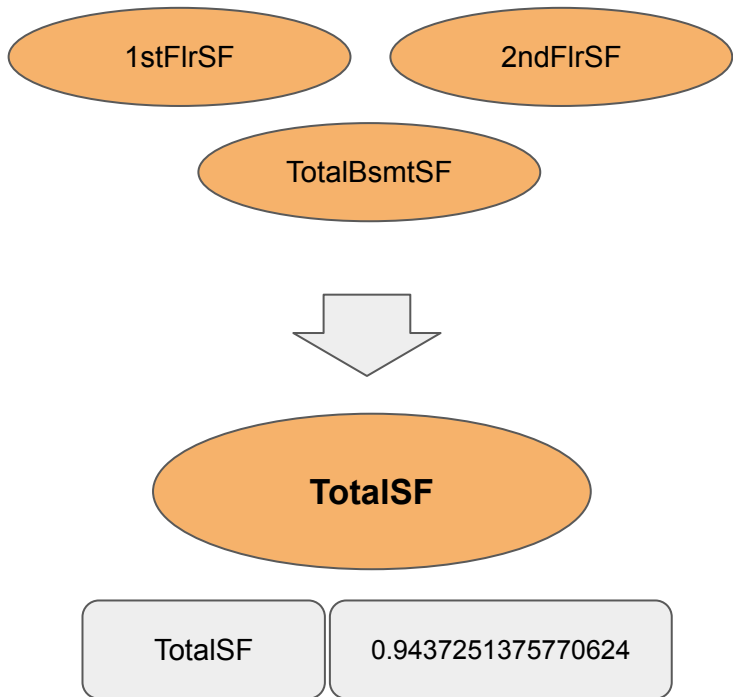 1stFlrSF
2ndFlrSF
TotalBsmtSF
TotalSF
TotalSF
0.9437251375770624